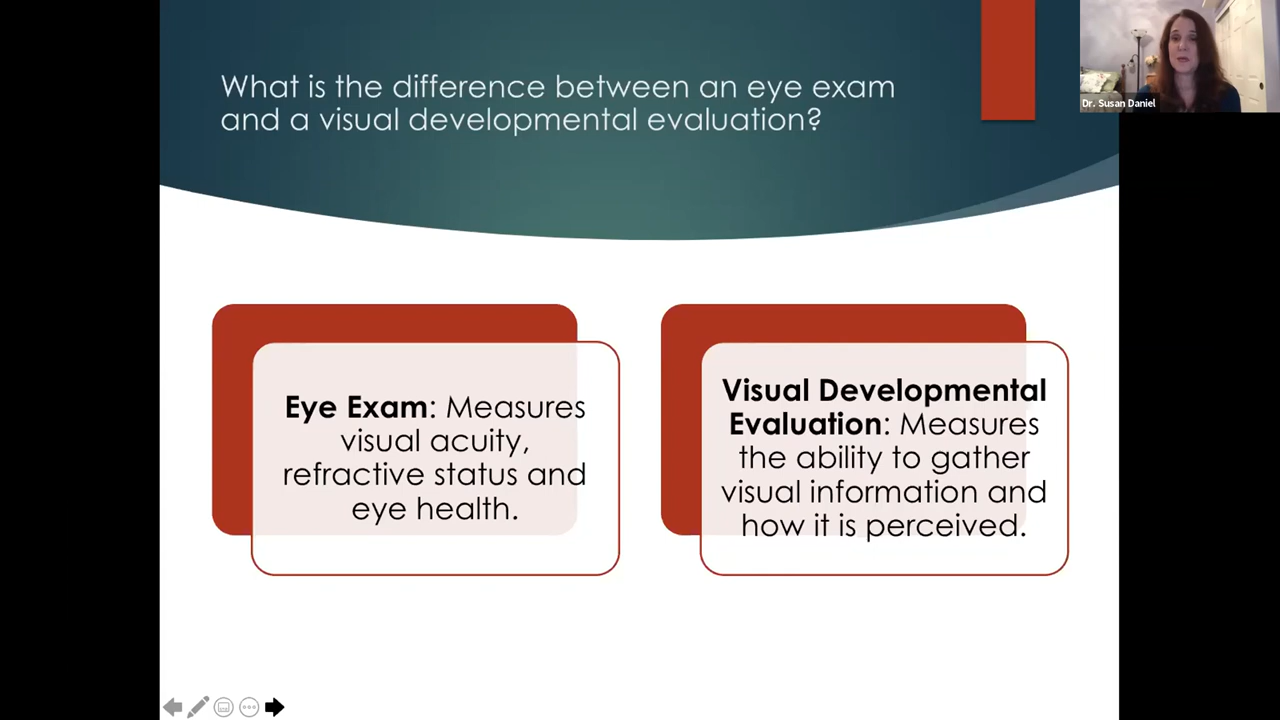 What is the difference between an eye exam
and a visual developmental evaluation?
Dr. Susan Daniel
Eye Exam: Measures
visual acuity,
refractive status and
eye health.
Visual Developmental
Evaluation: Measures
the ability to gather
visual information and
how it is perceived.